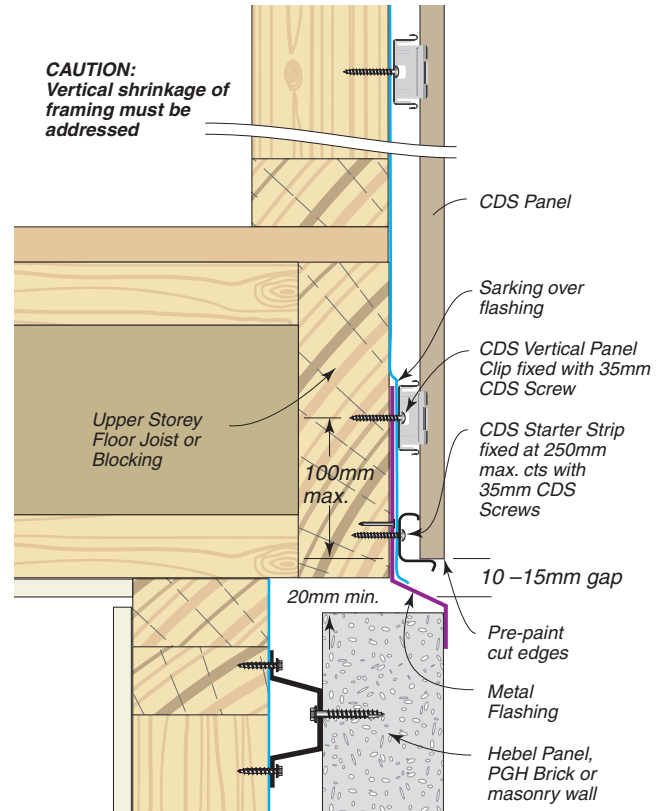 CAUTION:
Vertical shrinkage of
framing must be
addressed
CDS Panel
Sarking over
flashing
CDS Vertical Panel
Clip fixed with 35mm
CDS Screw
Upper Storey
Floor Joist or
Blocking
CDS Starter Strip
fixed at 250mm
max. cts with
35mm CDS
Screws
100mm
max.
10 –15mm gap
20mm min.
Pre-paint
cut edges
Metal
Flashing
Hebel Panel,
PGH Brick or
masonry wall